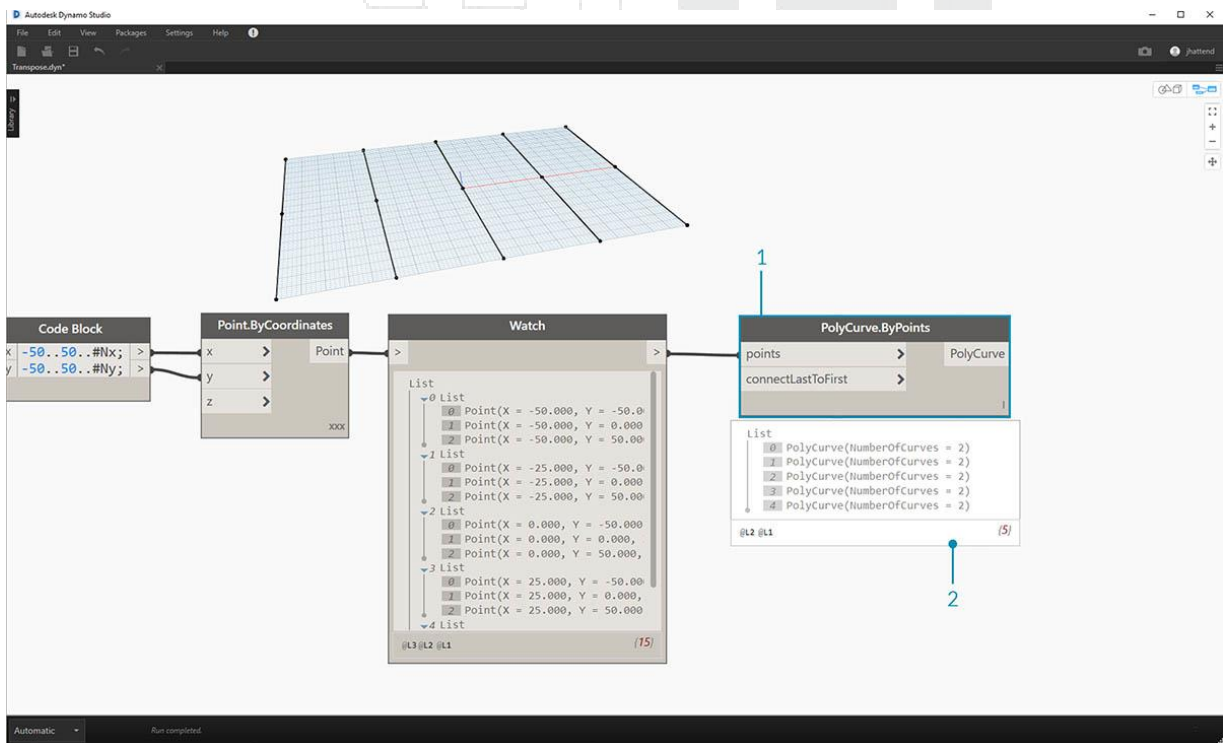 Autodesk Dynamo Studio
File Edit View Packages Settings Help
jhattend
Transpose.dyn*
Library
1
Code Block
x -50..50..#Nx; >
y -50..50..#Ny; >
Point.ByCoordinates
x > Point
y >
z >
xxx
Watch
> >
List
0 List
0 Point(X = -50.000, Y = -50.0
1 Point(X = -50.000, Y = 0.000
2 Point(X = -50.000, Y = 50.00
1 List
0 Point(X = -25.000, Y = -50.0
1 Point(X = -25.000, Y = 0.000
2 Point(X = -25.000, Y = 50.00
2 List
0 Point(X = 0.000, Y = -50.000
1 Point(X = 0.000, Y = 0.000,
2 Point(X = 0.000, Y = 50.000,
3 List
0 Point(X = 25.000, Y = -50.00
1 Point(X = 25.000, Y = 0.000,
2 Point(X = 25.000, Y = 50.000
4 List
@L3 @L2 @L1 {15}
PolyCurve.ByPoints
points > PolyCurve
connectLastToFirst >
List
0 PolyCurve(NumberOfCurves = 2)
1 PolyCurve(NumberOfCurves = 2)
2 PolyCurve(NumberOfCurves = 2)
3 PolyCurve(NumberOfCurves = 2)
4 PolyCurve(NumberOfCurves = 2)
@L2 @L1 {5}
2
Automatic Run completed.